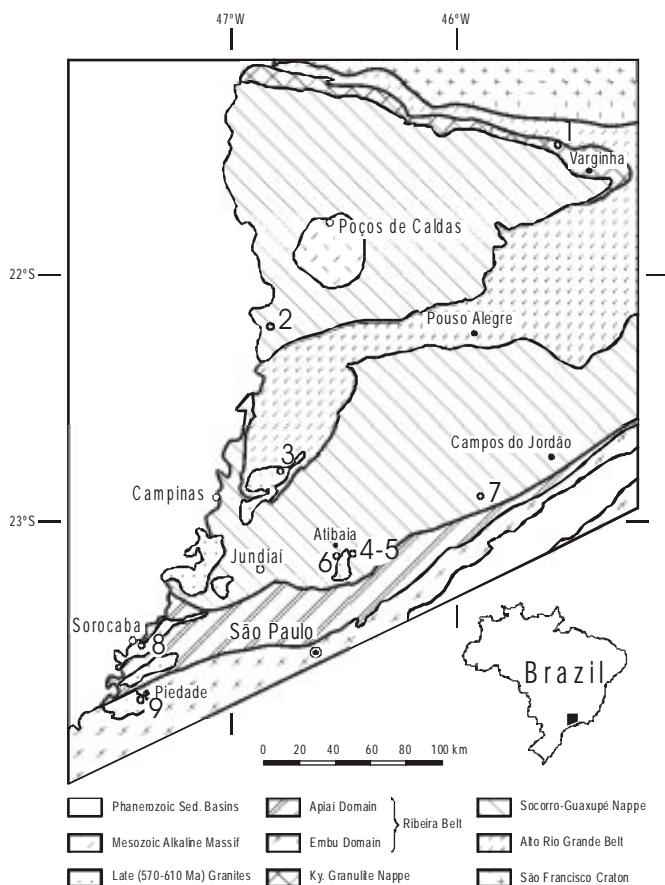 47°W 46°W
1
Varginha
Poços de Caldas
22°S
2
Pouso Alegre
3
Campos do Jordão
Campinas
7
23°S
Atibaia
Jundiaí 6 4-5
Sorocaba
São Paulo
8
Piedade
9
Brazil
0 20 40 60 80 100 km
Phanerozoic Sed. Basins Apiaí Domain Socorro-Guaxupé Nappe
Ribeira Belt
Mesozoic Alkaline Massif Embu Domain Alto Rio Grande Belt
Late (570-610 Ma) Granites Ky. Granulite Nappe São Francisco Craton